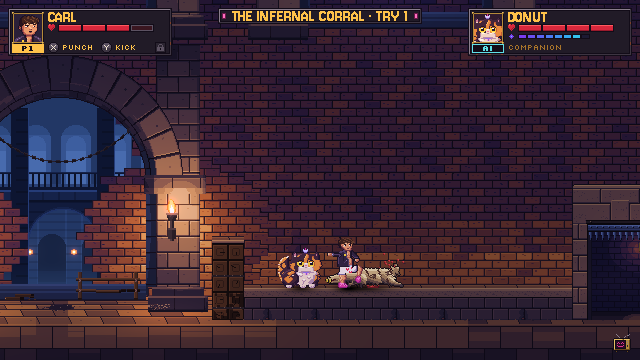 CARL
P1
X PUNCH Y KICK
THE INFERNAL CORRAL · TRY 1
DONUT
AI
COMPANION